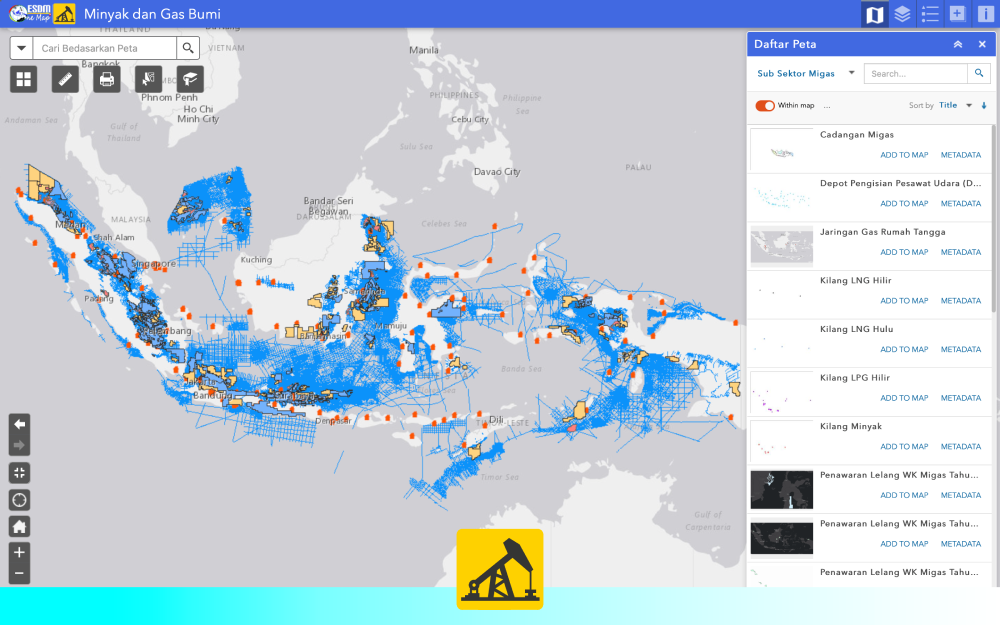 ESDM
One Map
Minyak dan Gas Bumi
Cari Bedasarkan Peta
THAILAND
VIETNAM
Bangkok
Phnom Penh
Ho Chi
Minh City
Andaman Sea
Gulf of
Thailand
Manila
PHILIPPINES
Philippine
Sea
Cebu City
Sulu Sea
Davao City
PALAU
Bandar Seri
Begawan
DARUSSALAM
Celebes Sea
Medan
MALAYSIA
Shah Alam
Singapore
Kuching
Padang
Samarinda
Palembang
Mamuju
Banjarmasin
Jakarta
Bandung
Surabaya
Denpasar
Banda Sea
Dili
TIMOR-LESTE
Timor Sea
Gulf of
Carpentaria
Daftar Peta
Sub Sektor Migas
Search...
Within map ...
Sort by Title
Cadangan Migas
ADD TO MAP METADATA
Depot Pengisian Pesawat Udara (D...
ADD TO MAP METADATA
Jaringan Gas Rumah Tangga
ADD TO MAP METADATA
Kilang LNG Hilir
ADD TO MAP METADATA
Kilang LNG Hulu
ADD TO MAP METADATA
Kilang LPG Hilir
ADD TO MAP METADATA
Kilang Minyak
ADD TO MAP METADATA
Penawaran Lelang WK Migas Tahu...
ADD TO MAP METADATA
Penawaran Lelang WK Migas Tahu...
ADD TO MAP METADATA
Penawaran Lelang WK Migas Tahu...